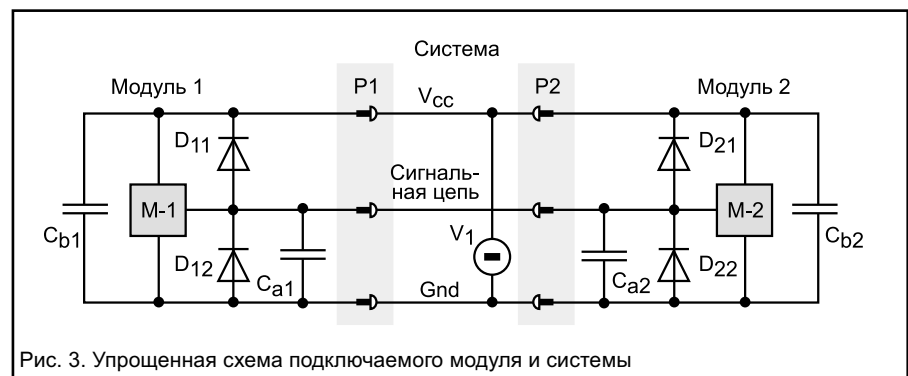 Система
Модуль 1
P1
P2
Модуль 2
VCC
D11
D21
Сигналь-
ная цепь
M-1
M-2
V1
Cb1
D12
Ca1
Gnd
Ca2
D22
Cb2
Рис. 3. Упрощенная схема подключаемого модуля и системы